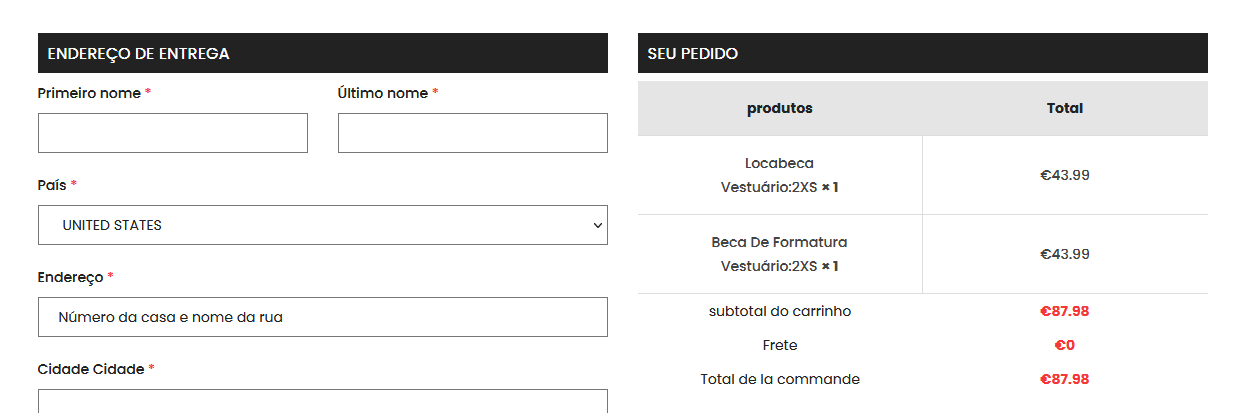 ENDEREÇO DE ENTREGA
Primeiro nome *
Último nome *
País *
UNITED STATES
Endereço *
Número da casa e nome da rua
Cidade Cidade *
SEU PEDIDO
produtos Total
Locabeca
Vestuário:2XS × 1
€43.99
Beca De Formatura
Vestuário:2XS × 1
€43.99
subtotal do carrinho €87.98
Frete €0
Total de la commande €87.98